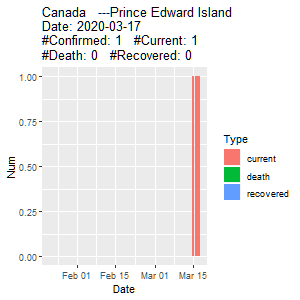 Canada   ---Prince Edward Island
Date: 2020-03-17
#Confirmed: 1   #Current: 1
#Death: 0   #Recovered: 0
1.00
0.75
0.50
0.25
0.00
Num
Feb 01
Feb 15
Mar 01
Mar 15
Date
Type
current
death
recovered